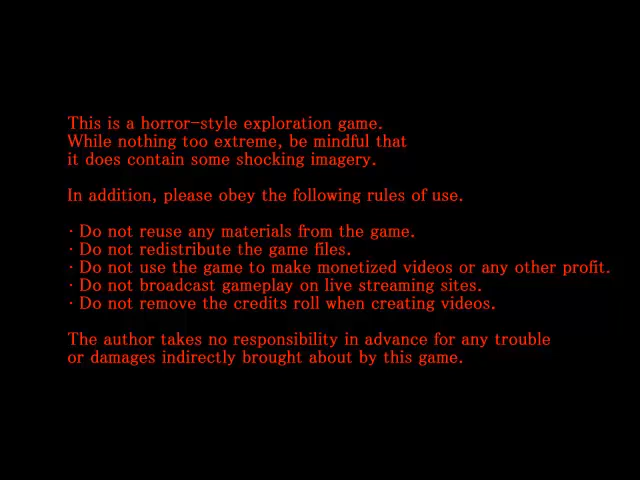 This is a horror-style exploration game.
While nothing too extreme, be mindful that
it does contain some shocking imagery.
In addition, please obey the following rules of use.
· Do not reuse any materials from the game.
· Do not redistribute the game files.
· Do not use the game to make monetized videos or any other profit.
· Do not broadcast gameplay on live streaming sites.
· Do not remove the credits roll when creating videos.
The author takes no responsibility in advance for any trouble
or damages indirectly brought about by this game.